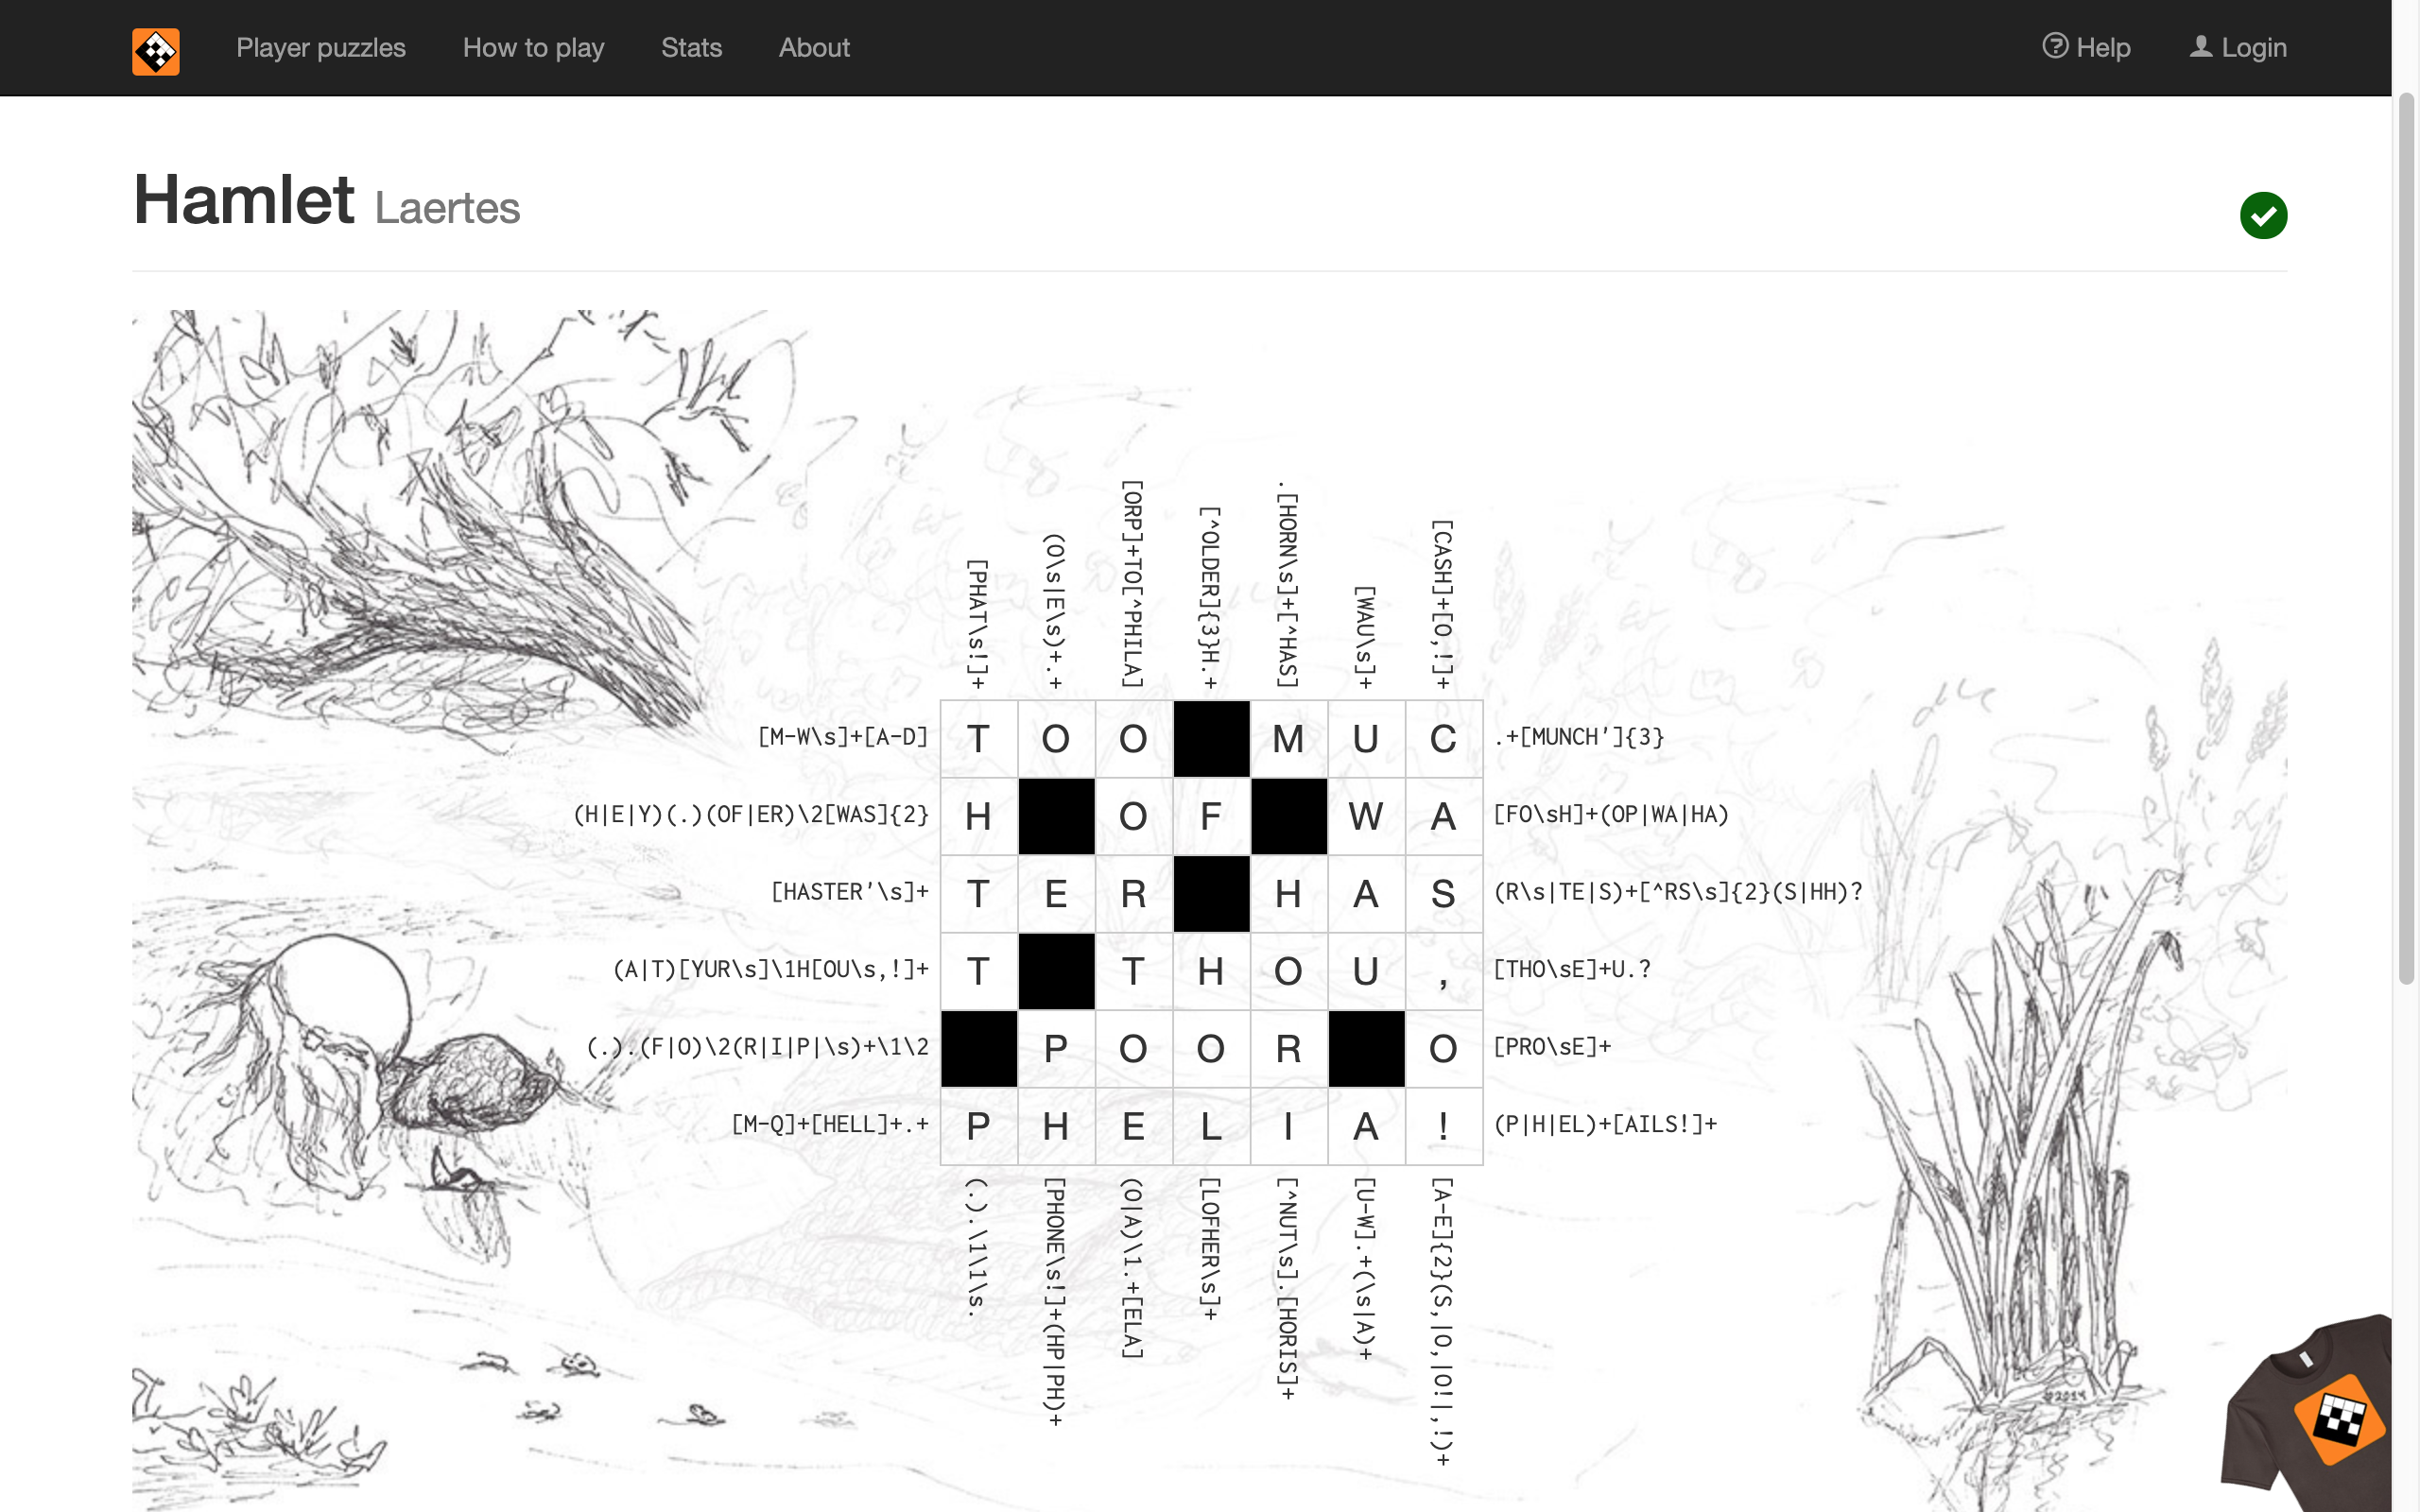 Player puzzles How to play Stats About Help Login
Hamlet Laertes
[PHAT\s!]+
(O\s|E\s)+.+
[ORP]+TO[^PHILA]
[^OLDER]{3}H.+
.[HORN\s]+[^HAS]
[WAU\s]+
[CASH]+[O,!]+
[M-W\s]+[A-D] T O O M U C .+[MUNCH']{3}
(H|E|Y)(.)(OF|ER)\2[WAS]{2} H O F W A [FO\sH]+(OP|WA|HA)
[HASTER'\s]+ T E R H A S (R\s|TE|S)+[^RS\s]{2}(S|HH)?
(A|T)[YUR\s]\1H[OU\s,!]+ T T H O U , [THO\sE]+U.?
(.).(F|O)\2(R|I|P|\s)+\1\2 P O O R O [PRO\sE]+
[M-Q]+[HELL]+.+ P H E L I A ! (P|H|EL)+[AILS!]+
(.).\1\1\s.
[PHONE\s!]+(HP|PH)+
(O|A)\1.+[ELA]
[LOFHER\s]+
[^NUT\s].[HORIS]+
[U-W].+(\s|A)+
[A-E]{2}(S,|O,|O!|,!)+
©2014